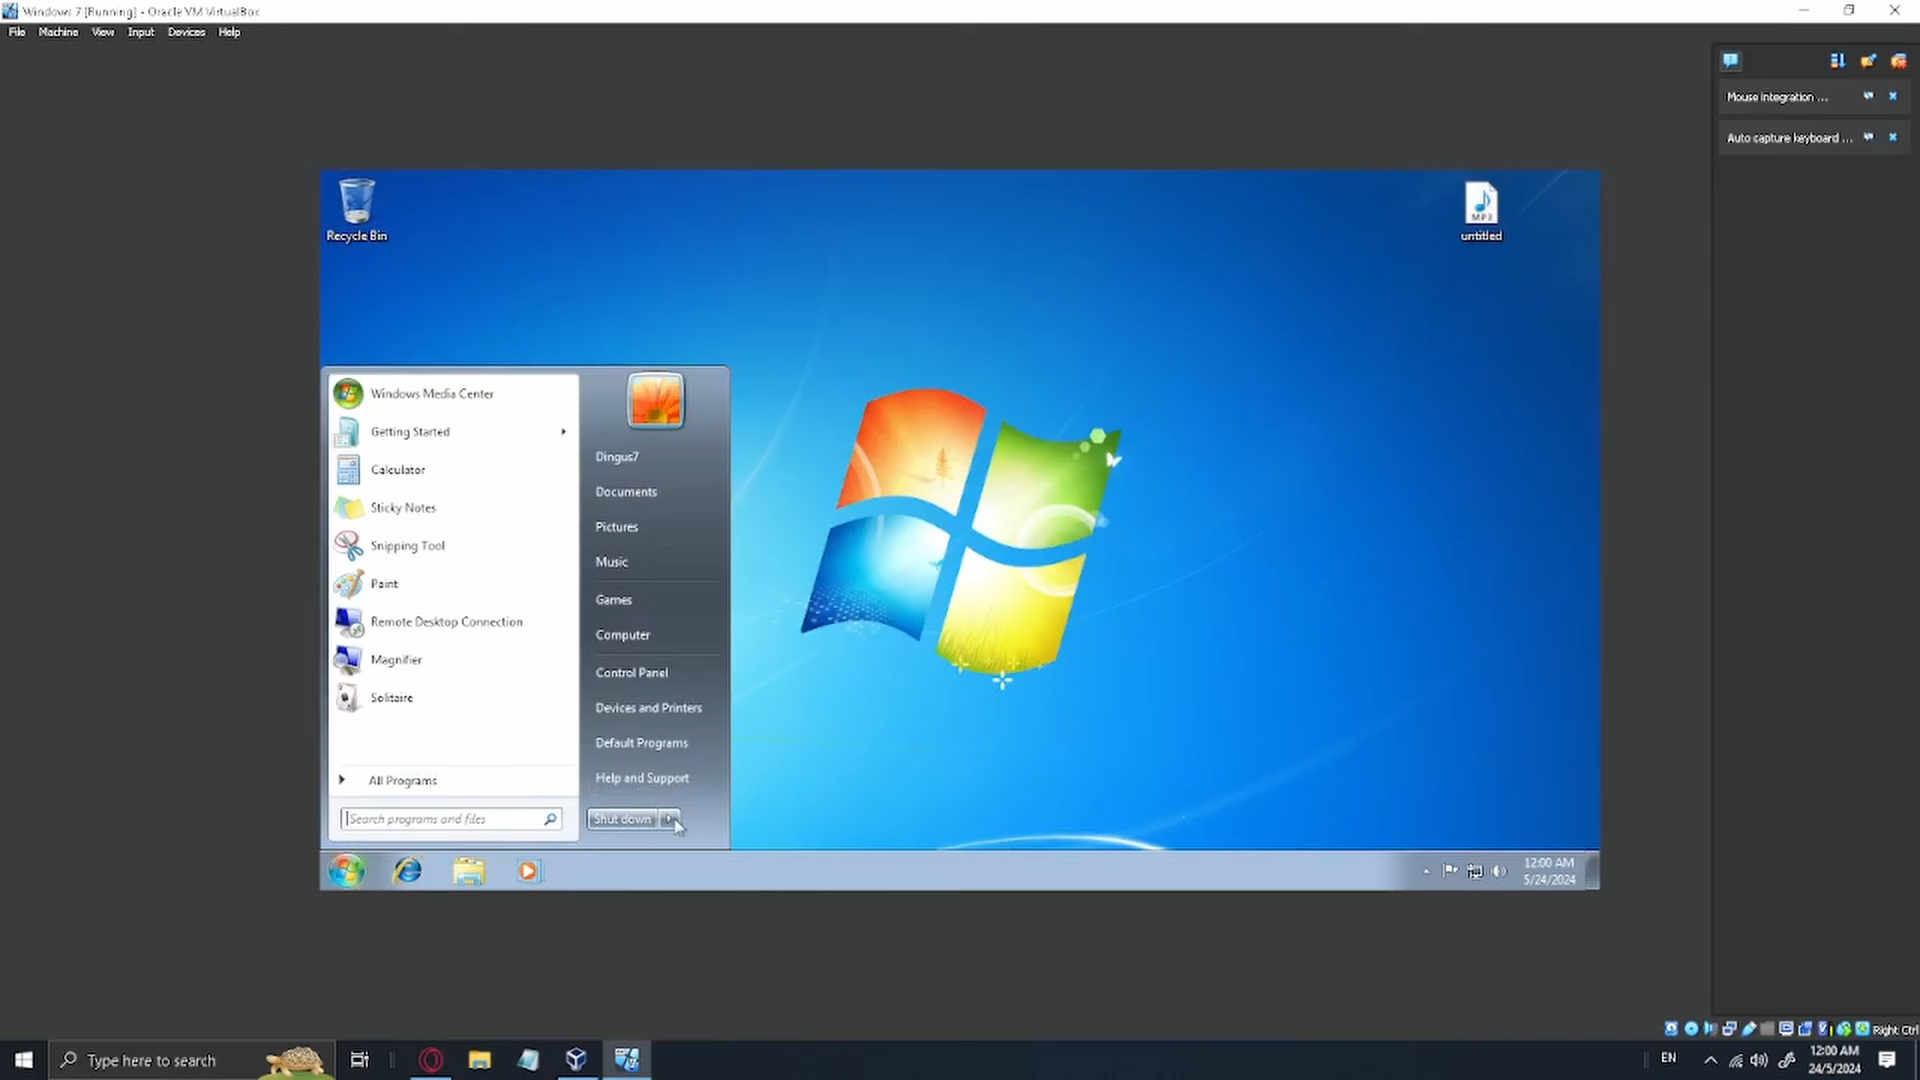 Windows 7 [Running] - Oracle VM VirtualBox
File Machine View Input Devices Help
Mouse integration ...
Auto capture keyboard ...
Recycle Bin
MP3
untitled
Windows Media Center
Getting Started
Calculator
Sticky Notes
Snipping Tool
Paint
Remote Desktop Connection
Magnifier
Solitaire
All Programs
Search programs and files
Dingus7
Documents
Pictures
Music
Games
Computer
Control Panel
Devices and Printers
Default Programs
Help and Support
Shut down
12:00 AM
5/24/2024
Right Ctrl
Type here to search
EN
12:00 AM
24/5/2024